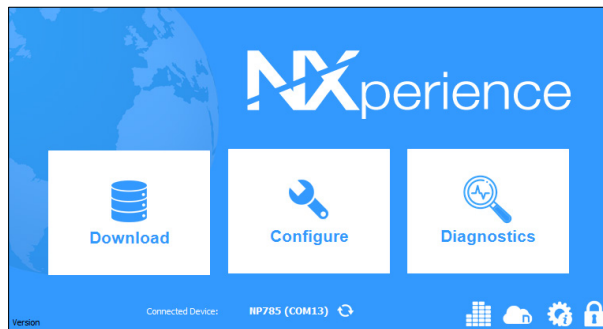 NXperience
Download
Configure
Diagnostics
Version
Connected Device:
NP785 (COM13)
n